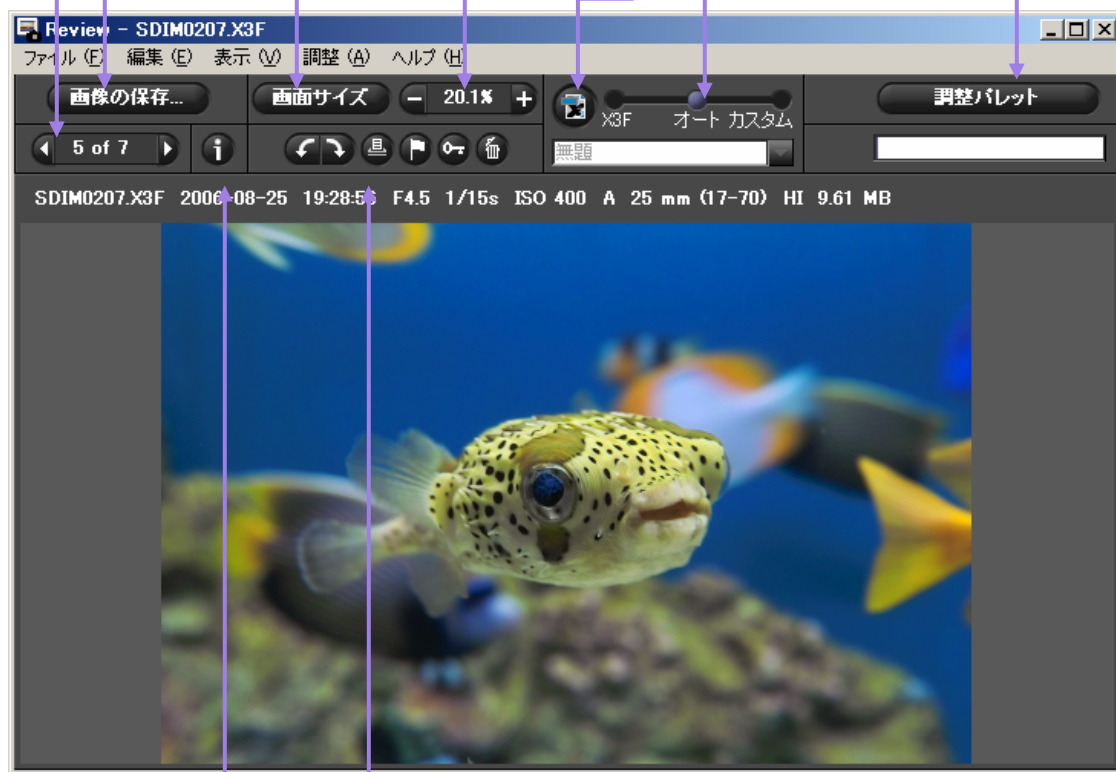 Review - SDIM0207.X3F
ファイル (F) 編集 (E) 表示 (V) 調整 (A) ヘルプ (H)
画像の保存... 画面サイズ - 20.1% + 調整パレット
X3F オート カスタム
5 of 7 i 無題
SDIM0207.X3F 2006-08-25 19:28:56 F4.5 1/15s ISO 400 A 25 mm (17-70) HI 9.61 MB